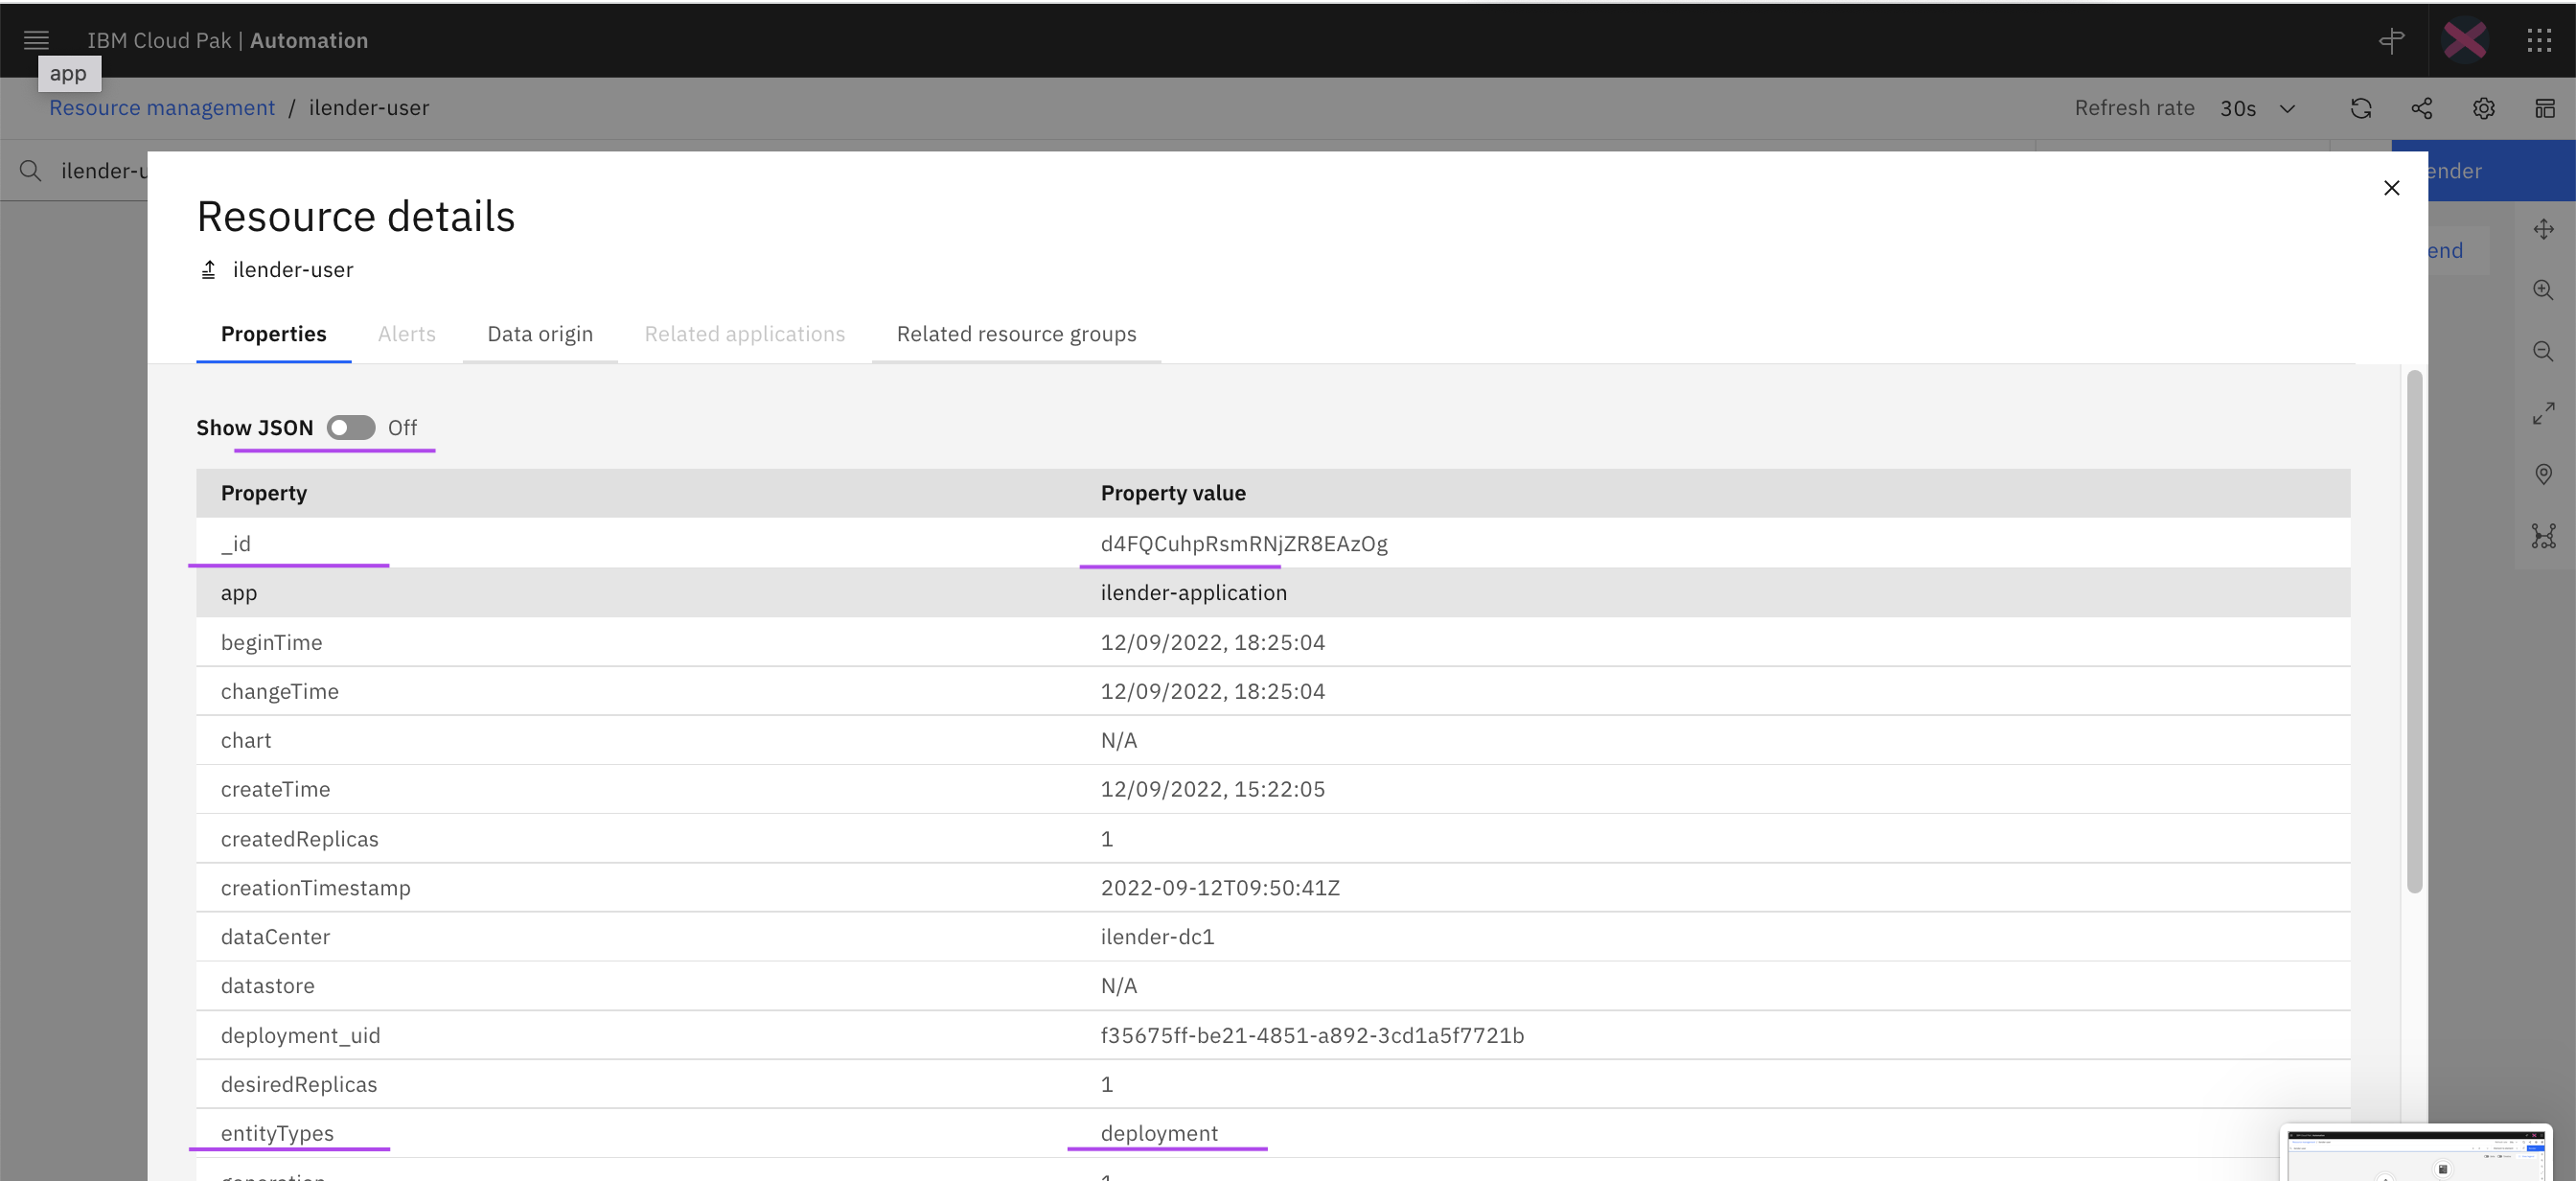 IBM Cloud Pak | Automation
app
Resource management / ilender-user
Refresh rate 30s
ilender-u
ender
Resource details
end
ilender-user
Properties Alerts Data origin Related applications Related resource groups
Show JSON Off
Property Property value
_id d4FQCuhpRsmRNjZR8EAzOg
app ilender-application
beginTime 12/09/2022, 18:25:04
changeTime 12/09/2022, 18:25:04
chart N/A
createTime 12/09/2022, 15:22:05
createdReplicas 1
creationTimestamp 2022-09-12T09:50:41Z
dataCenter ilender-dc1
datastore N/A
deployment_uid f35675ff-be21-4851-a892-3cd1a5f7721b
desiredReplicas 1
entityTypes deployment
generation 1